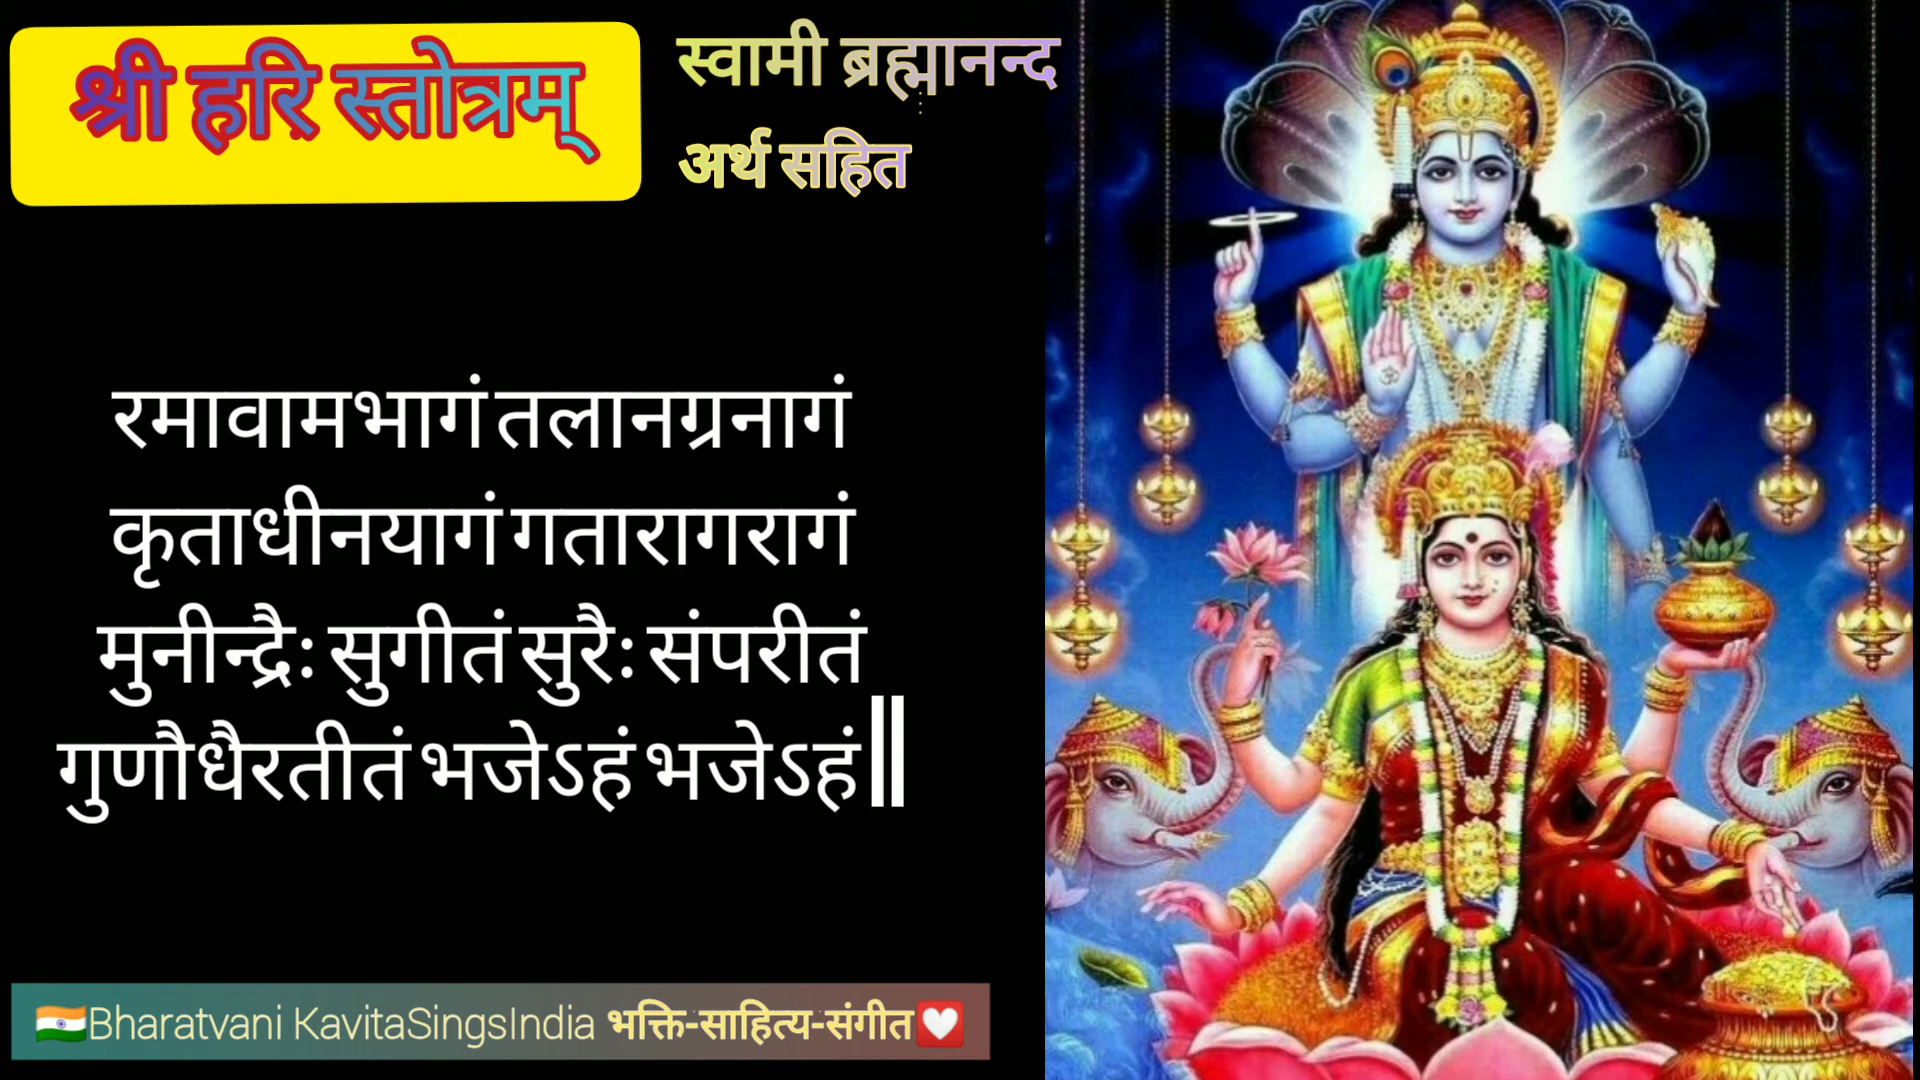 श्री हरि स्तोत्रम्
स्वामी ब्रह्मानन्द
अर्थ सहित
रमावामभागं तलानग्रनागं
कृताधीनयागं गतारागरागं
मुनीन्द्रैः सुगीतं सुरैः संपरीतं
गुणौधैरतीतं भजेऽहं भजेऽहं॥
🇮🇳Bharatvani KavitaSingsIndia भक्ति-साहित्य-संगीत💟